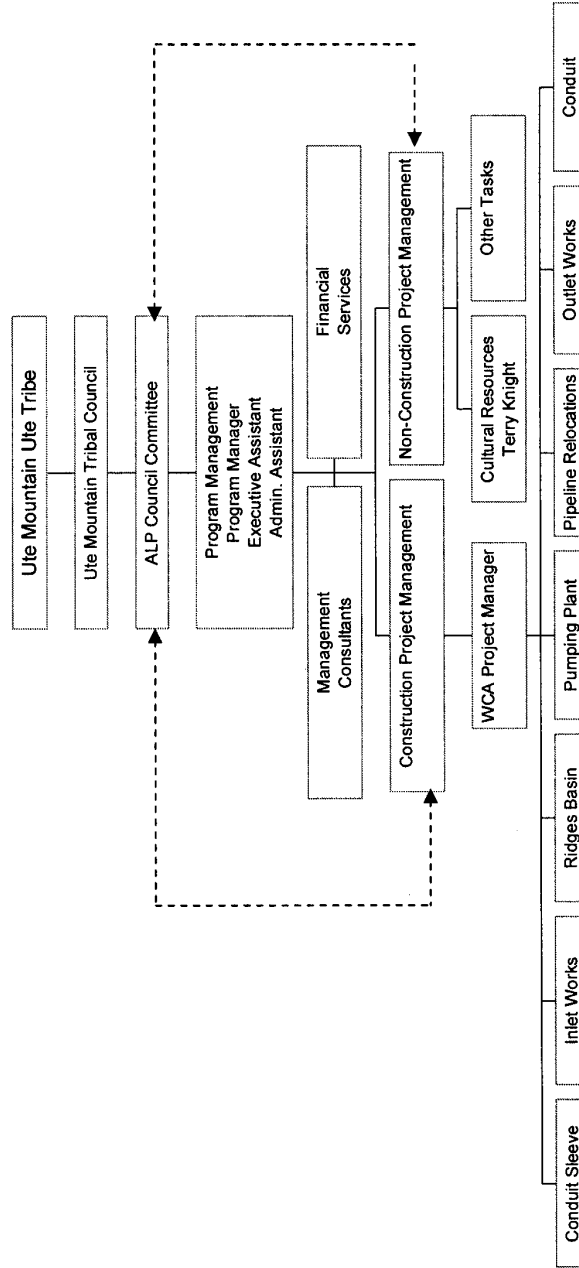 Ute Mountain Ute Tribe
Ute Mountain Tribal Council
ALP Council Committee
Program Management
Program Manager
Executive Assistant
Admin. Assistant
Management
Consultants
Financial
Services
Construction Project Management
Non-Construction Project Management
WCA Project Manager
Cultural Resources
Terry Knight
Other Tasks
Conduit Sleeve
Inlet Works
Ridges Basin
Pumping Plant
Pipeline Relocations
Outlet Works
Conduit